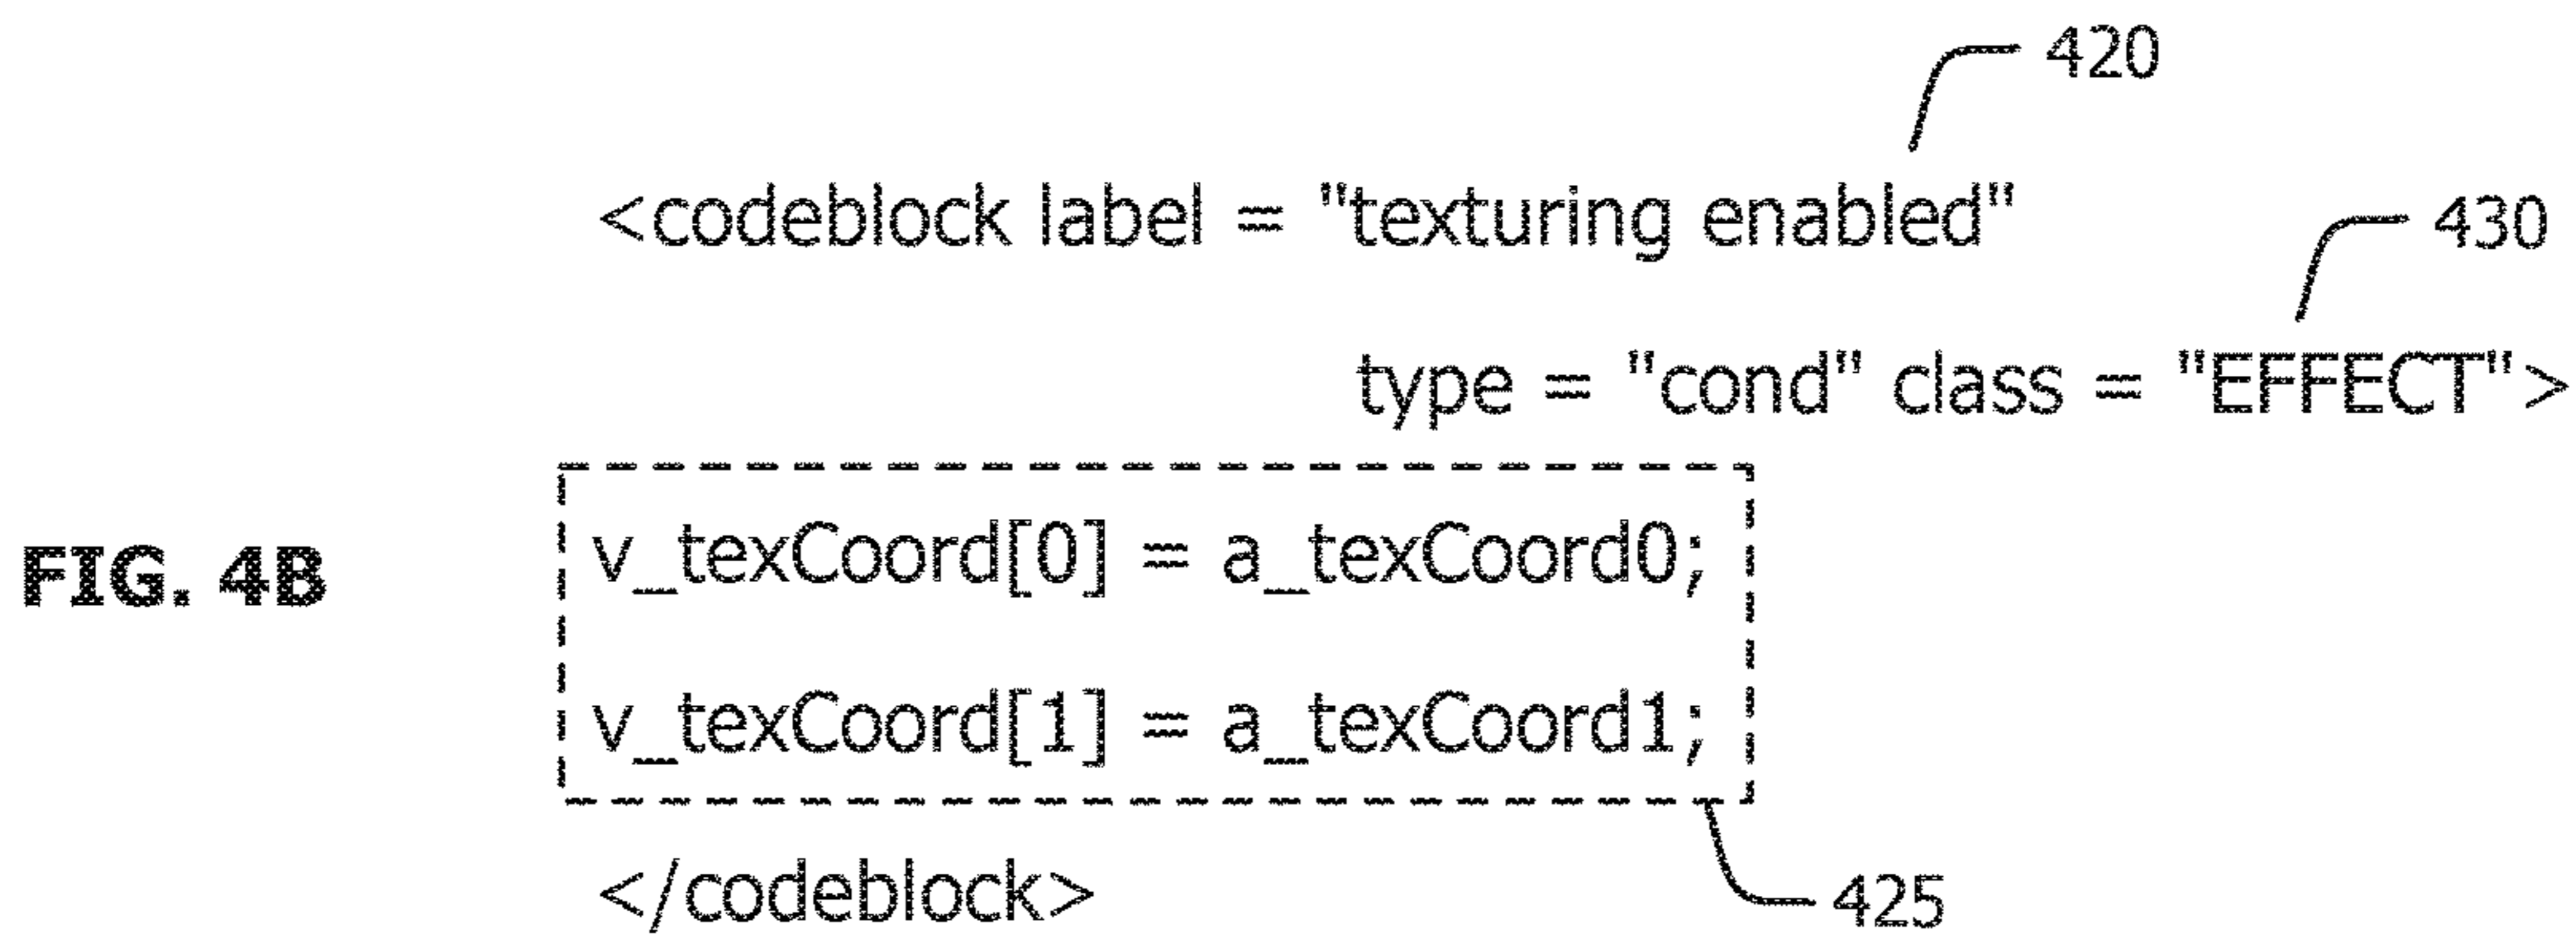 420
<codeblock label = "texturing enabled"
430
type = "cond" class = "EFFECT">
v_texCoord[0] = a_texCoord0;
FIG. 4B
v_texCoord[1] = a_texCoord1;
</codeblock>
425